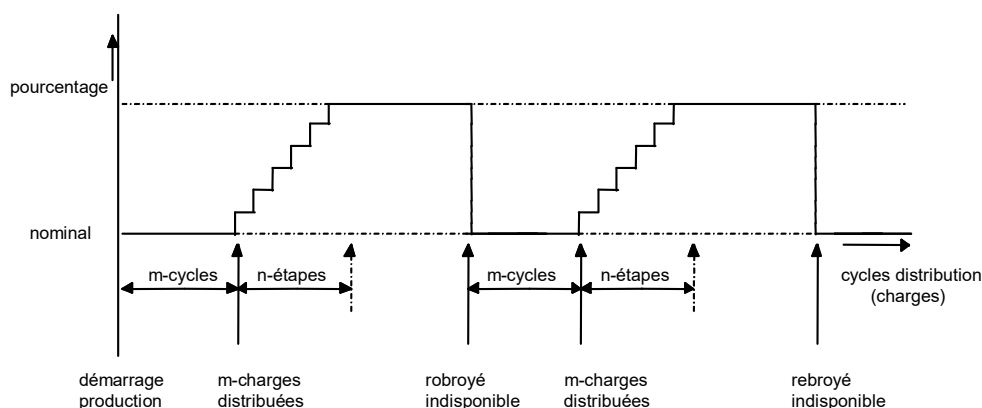 pourcentage
nominal
m-cycles
n-étapes
m-cycles
n-étapes
cycles distribution
(charges)
démarrage
production
m-charges
distribuées
robroyé
indisponible
m-charges
distribuées
rebroyé
indisponible